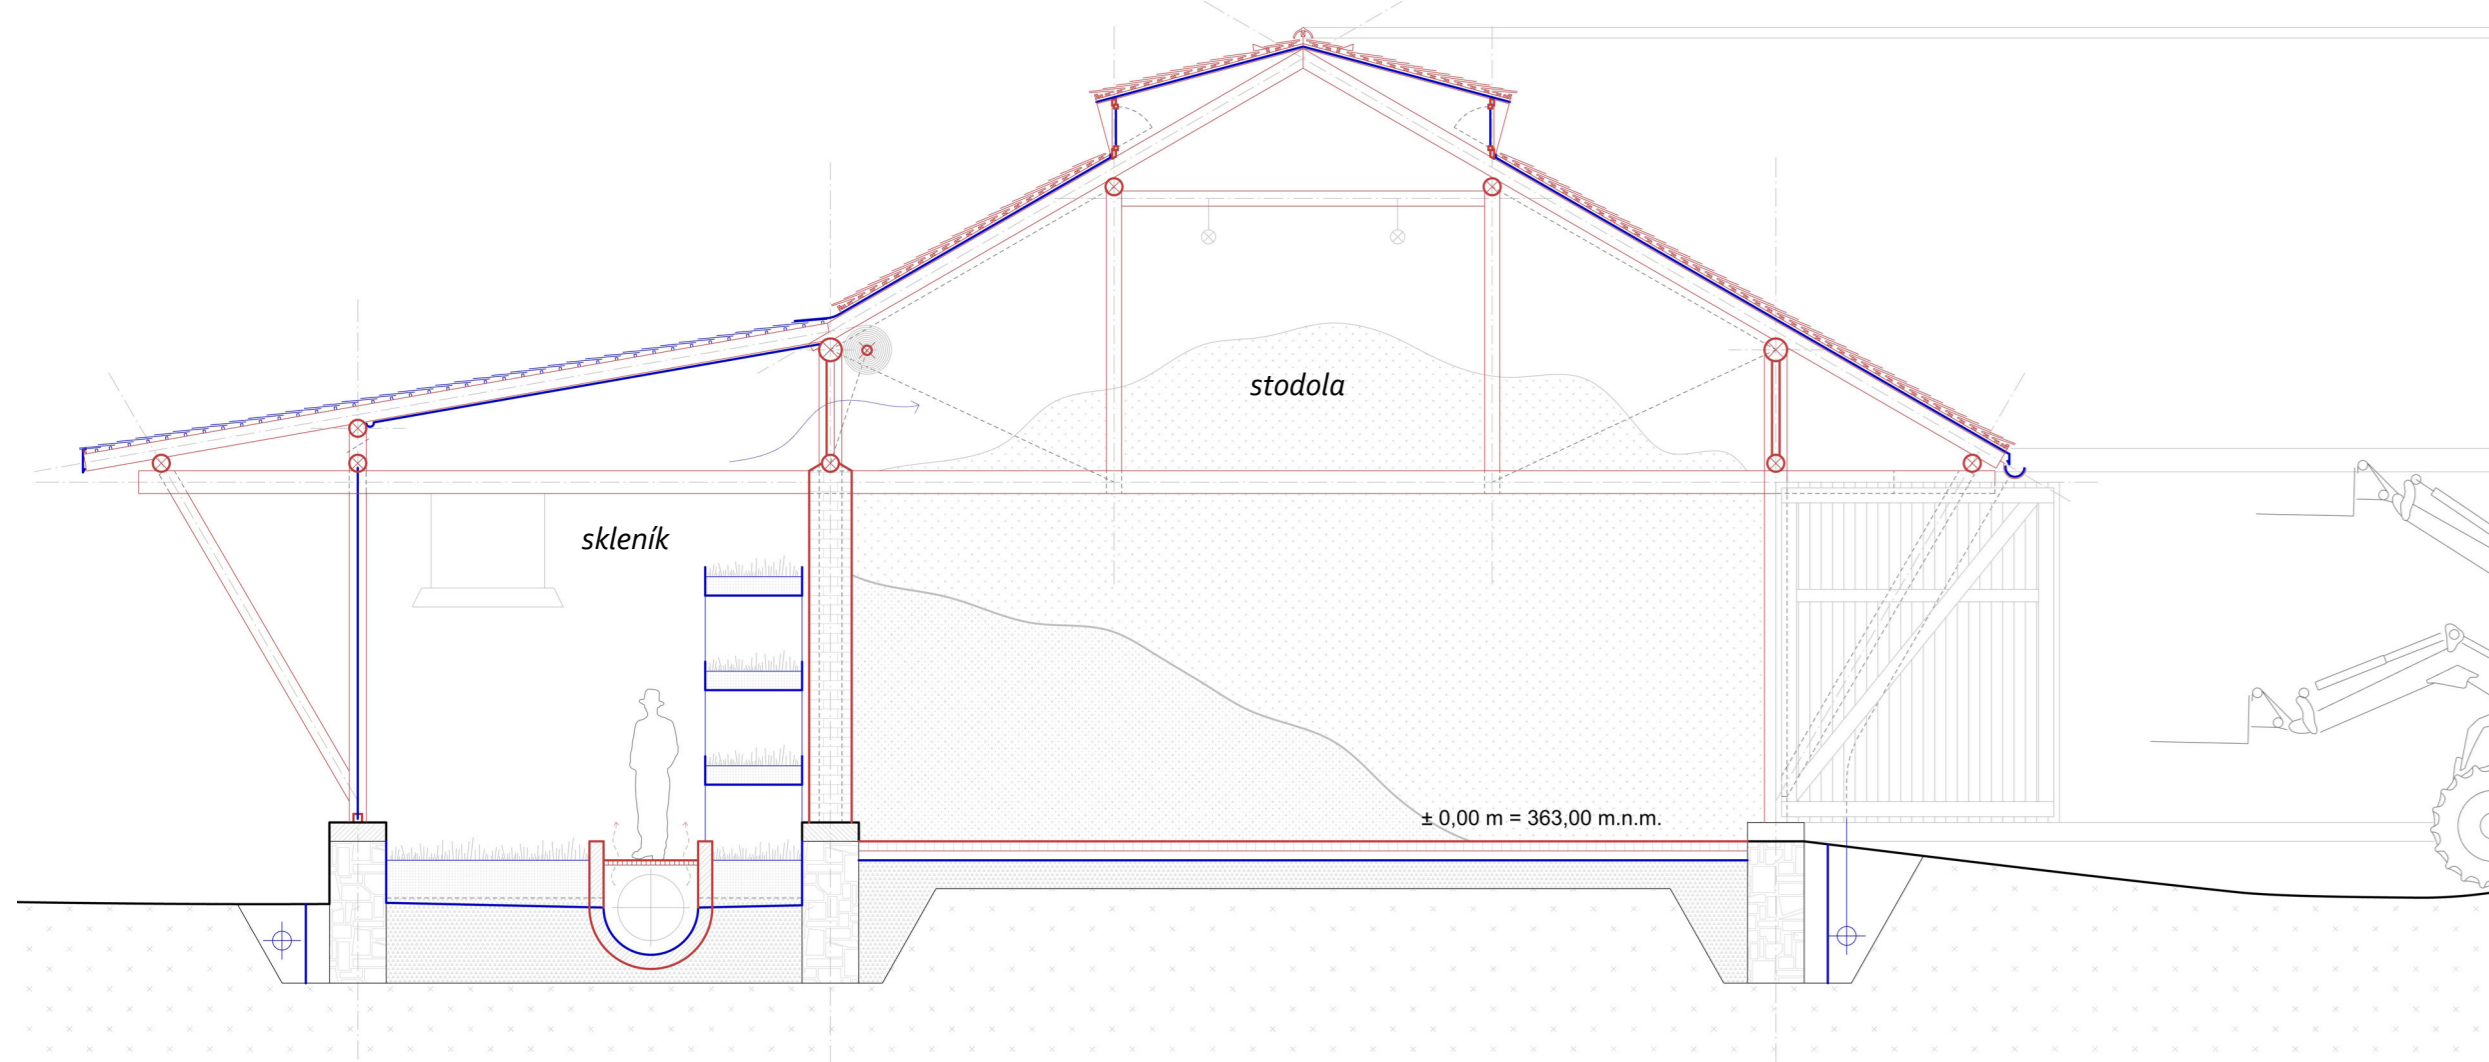 stodola
skleník
± 0,00 m = 363,00 m.n.m.